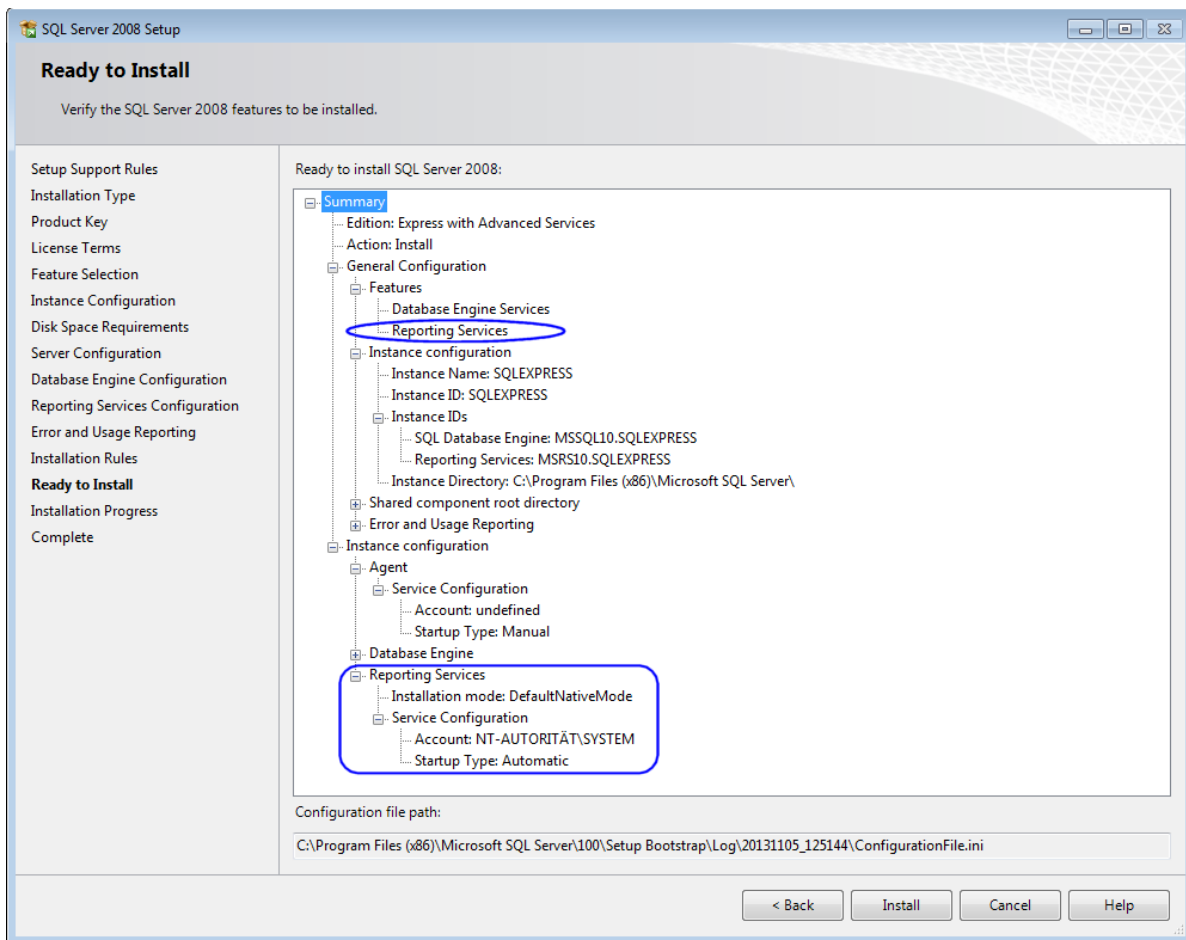 SQL Server 2008 Setup
Ready to Install
Verify the SQL Server 2008 features to be installed.
Setup Support Rules
Installation Type
Product Key
License Terms
Feature Selection
Instance Configuration
Disk Space Requirements
Server Configuration
Database Engine Configuration
Reporting Services Configuration
Error and Usage Reporting
Installation Rules
Ready to Install
Installation Progress
Complete
Ready to install SQL Server 2008:
Summary
Edition: Express with Advanced Services
Action: Install
General Configuration
Features
Database Engine Services
Reporting Services
Instance configuration
Instance Name: SQLEXPRESS
Instance ID: SQLEXPRESS
Instance IDs
SQL Database Engine: MSSQL10.SQLEXPRESS
Reporting Services: MSRS10.SQLEXPRESS
Instance Directory: C:\Program Files (x86)\Microsoft SQL Server\
Shared component root directory
Error and Usage Reporting
Instance configuration
Agent
Service Configuration
Account: undefined
Startup Type: Manual
Database Engine
Reporting Services
Installation mode: DefaultNativeMode
Service Configuration
Account: NT-AUTORITÄT\SYSTEM
Startup Type: Automatic
Configuration file path:
C:\Program Files (x86)\Microsoft SQL Server\100\Setup Bootstrap\Log\20131105_125144\ConfigurationFile.ini
< Back
Install
Cancel
Help